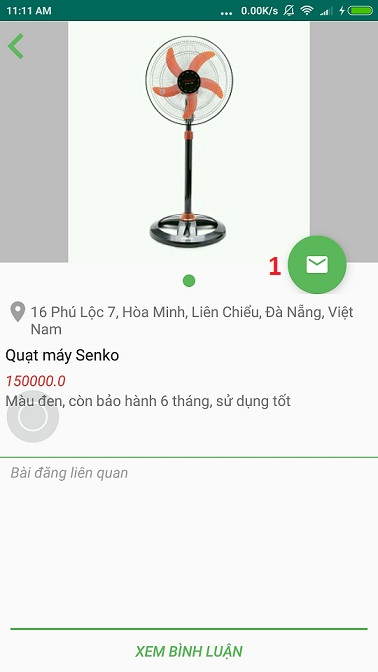 11:11 AM ... 0.00K/s
1
16 Phú Lộc 7, Hòa Minh, Liên Chiểu, Đà Nẵng, Việt
Nam
Quạt máy Senko
150000.0
Màu đen, còn bảo hành 6 tháng, sử dụng tốt
Bài đăng liên quan
XEM BÌNH LUẬN